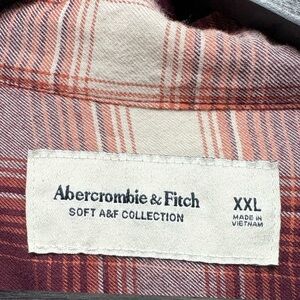 Abercrombie & Fitch
SOFT A&F COLLECTION
XXL
MADE IN
VIETNAM